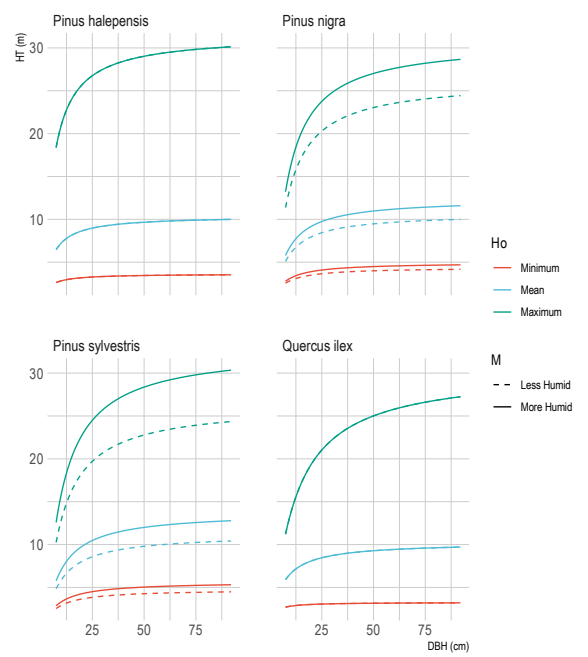 Pinus halepensis
Pinus nigra
HT (m)
30
20
10
Ho
Minimum
Mean
Maximum
Pinus sylvestris
Quercus ilex
M
Less Humid
More Humid
30
20
10
25 50 75
25 50 75
DBH (cm)